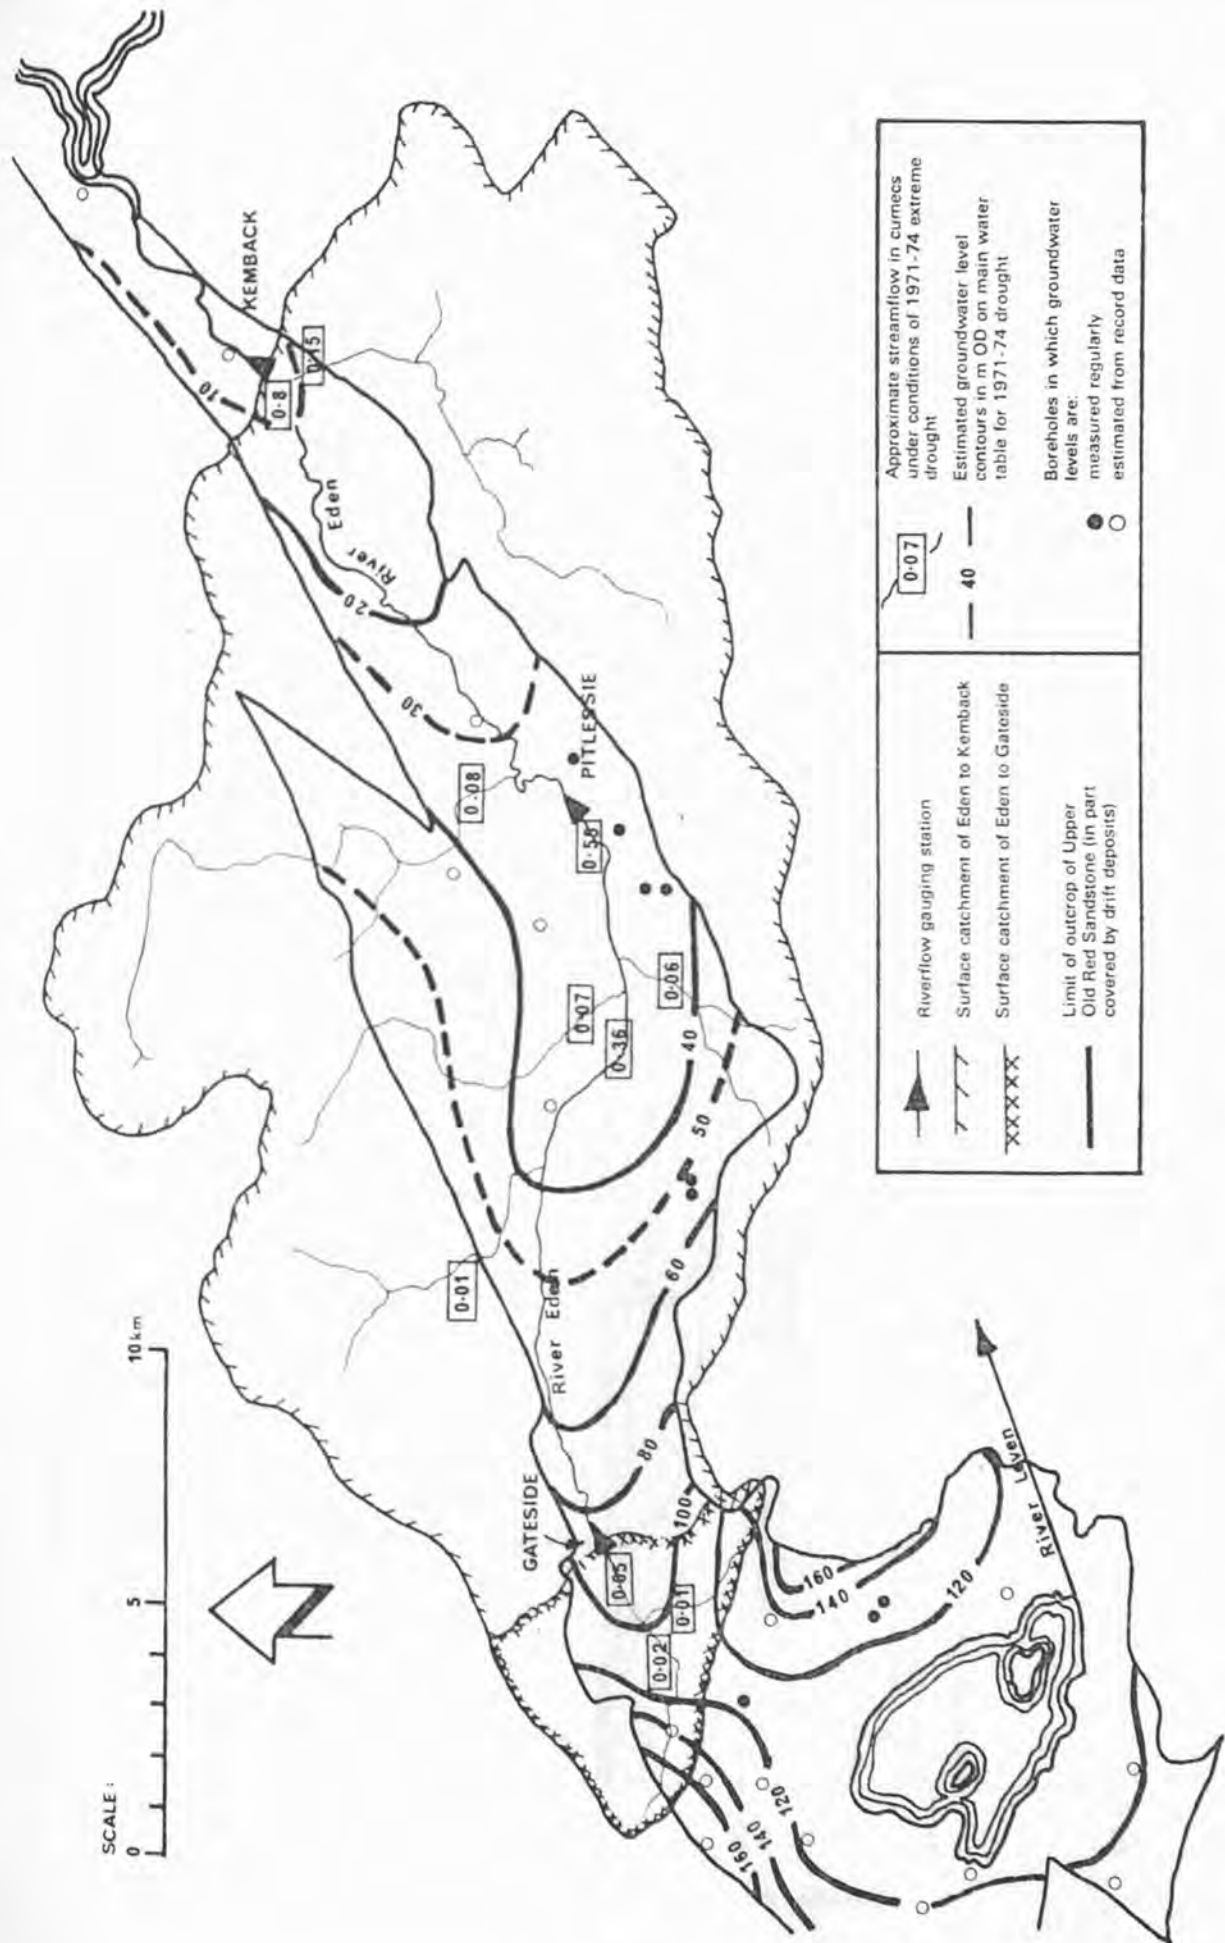 SCALE :
0
5
10 km
KEMBACK
10
0·8
0·15
River Eden
20
30
PITLESSIE
0·08
0·58
0·07
0·36
0·06
40
50
0·01
River Eden
60
80
GATESIDE
100
0·05
0·01
0·02
160
140
120
160
140
120
River Leven
Riverflow gauging station
Surface catchment of Eden to Kemback
Surface catchment of Eden to Gateside
Limit of outcrop of Upper
Old Red Sandstone (in part
covered by drift deposits)
0·07
Approximate streamflow in cumecs
under conditions of 1971-74 extreme
drought
40
Estimated groundwater level
contours in m OD on main water
table for 1971-74 drought
Boreholes in which groundwater
levels are:
measured regularly
estimated from record data